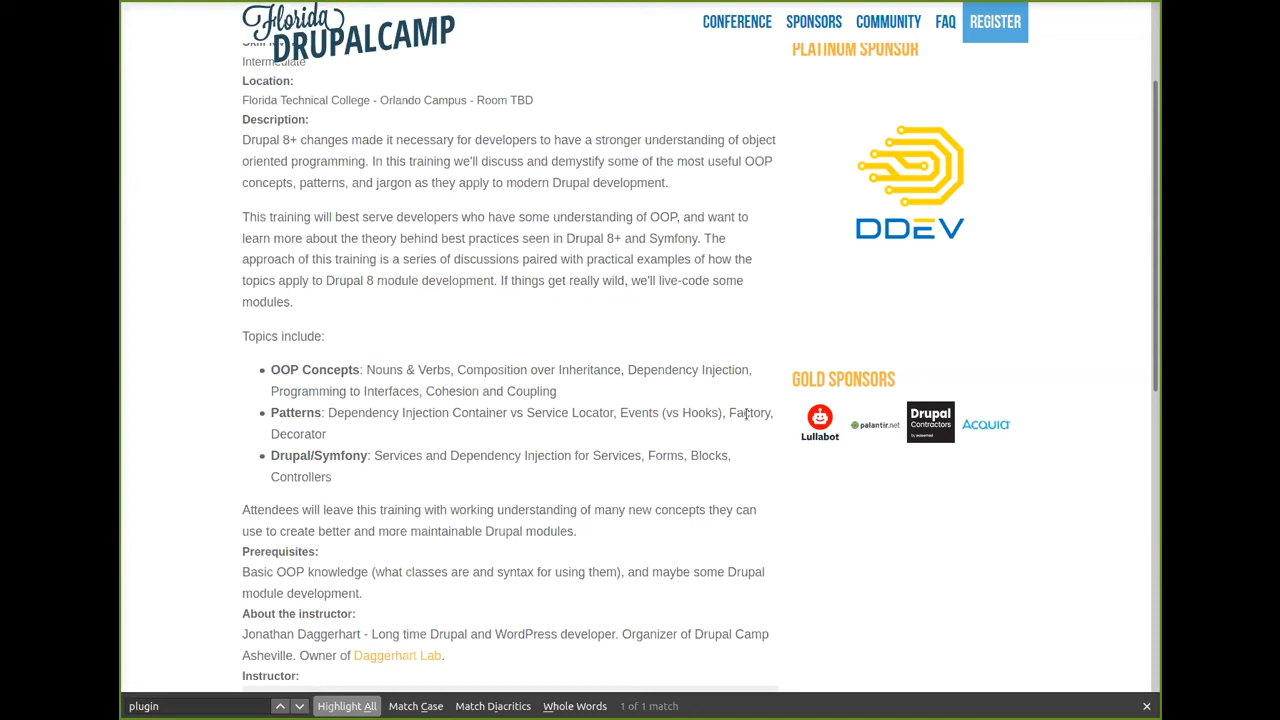 Florida
DRUPALCAMP
CONFERENCE SPONSORS COMMUNITY FAQ REGISTER
Intermediate
Location:
Florida Technical College - Orlando Campus - Room TBD
Description:
Drupal 8+ changes made it necessary for developers to have a stronger understanding of object
oriented programming. In this training we'll discuss and demystify some of the most useful OOP
concepts, patterns, and jargon as they apply to modern Drupal development.
This training will best serve developers who have some understanding of OOP, and want to
learn more about the theory behind best practices seen in Drupal 8+ and Symfony. The
approach of this training is a series of discussions paired with practical examples of how the
topics apply to Drupal 8 module development. If things get really wild, we'll live-code some
modules.
Topics include:
• OOP Concepts: Nouns & Verbs, Composition over Inheritance, Dependency Injection,
Programming to Interfaces, Cohesion and Coupling
• Patterns: Dependency Injection Container vs Service Locator, Events (vs Hooks), Factory,
Decorator
• Drupal/Symfony: Services and Dependency Injection for Services, Forms, Blocks,
Controllers
Attendees will leave this training with working understanding of many new concepts they can
use to create better and more maintainable Drupal modules.
Prerequisites:
Basic OOP knowledge (what classes are and syntax for using them), and maybe some Drupal
module development.
About the instructor:
Jonathan Daggerhart - Long time Drupal and WordPress developer. Organizer of Drupal Camp
Asheville. Owner of Daggerhart Lab.
Instructor:
PLATINUM SPONSOR
DDEV
GOLD SPONSORS
Lullabot palantir.net Drupal Contractors ACQUIA
plugin Highlight All Match Case Match Diacritics Whole Words 1 of 1 match